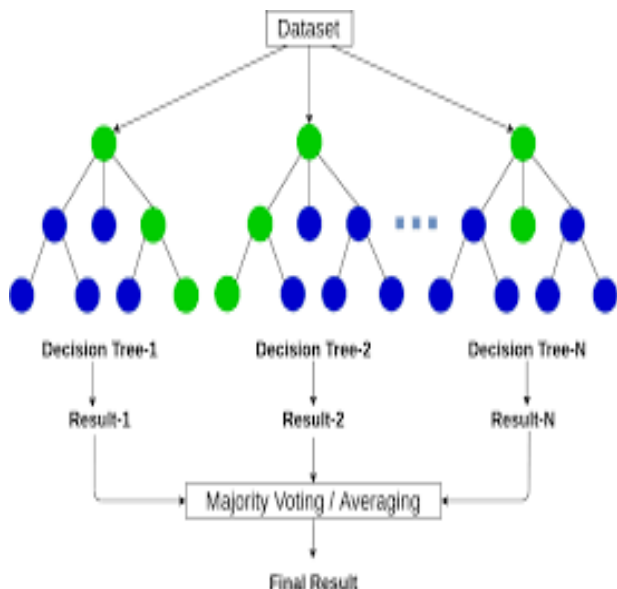 Dataset
Decision Tree-1
Decision Tree-2
Decision Tree-N
Result-1
Result-2
Result-N
Majority Voting / Averaging
Final Result